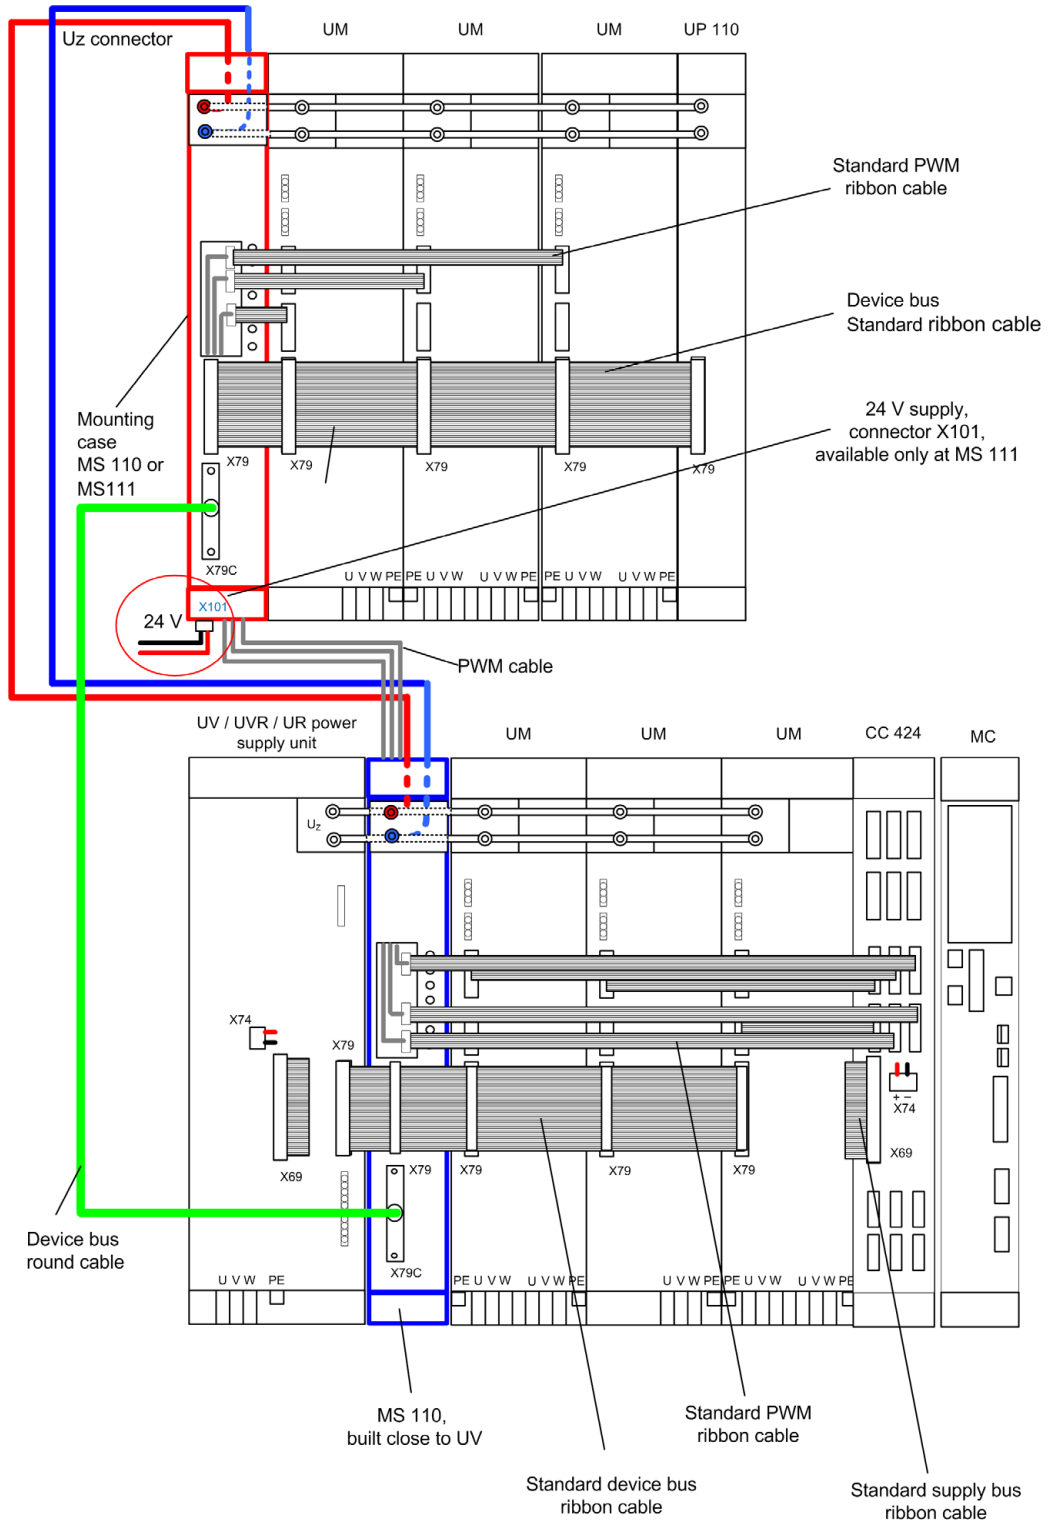 Uz connector
UM
UM
UM
UP 110
Standard PWM
ribbon cable
Device bus
Standard ribbon cable
Mounting
case
MS 110 or
MS111
24 V supply,
connector X101,
available only at MS 111
X79
X79
X79
X79
X79
X79C
U V W PE
PE U V W
U V W PE
PE U V W
U V W PE
X101
24 V
PWM cable
UV / UVR / UR power
supply unit
UM
UM
UM
CC 424
MC
Uz
X74
X79
X69
X79
X79
X79
X79
+ −
X74
X69
X79C
Device bus
round cable
U V W PE
PE U V W
U V W PE
U V W PE
PE U V W
U V W PE
MS 110,
built close to UV
Standard PWM
ribbon cable
Standard device bus
ribbon cable
Standard supply bus
ribbon cable